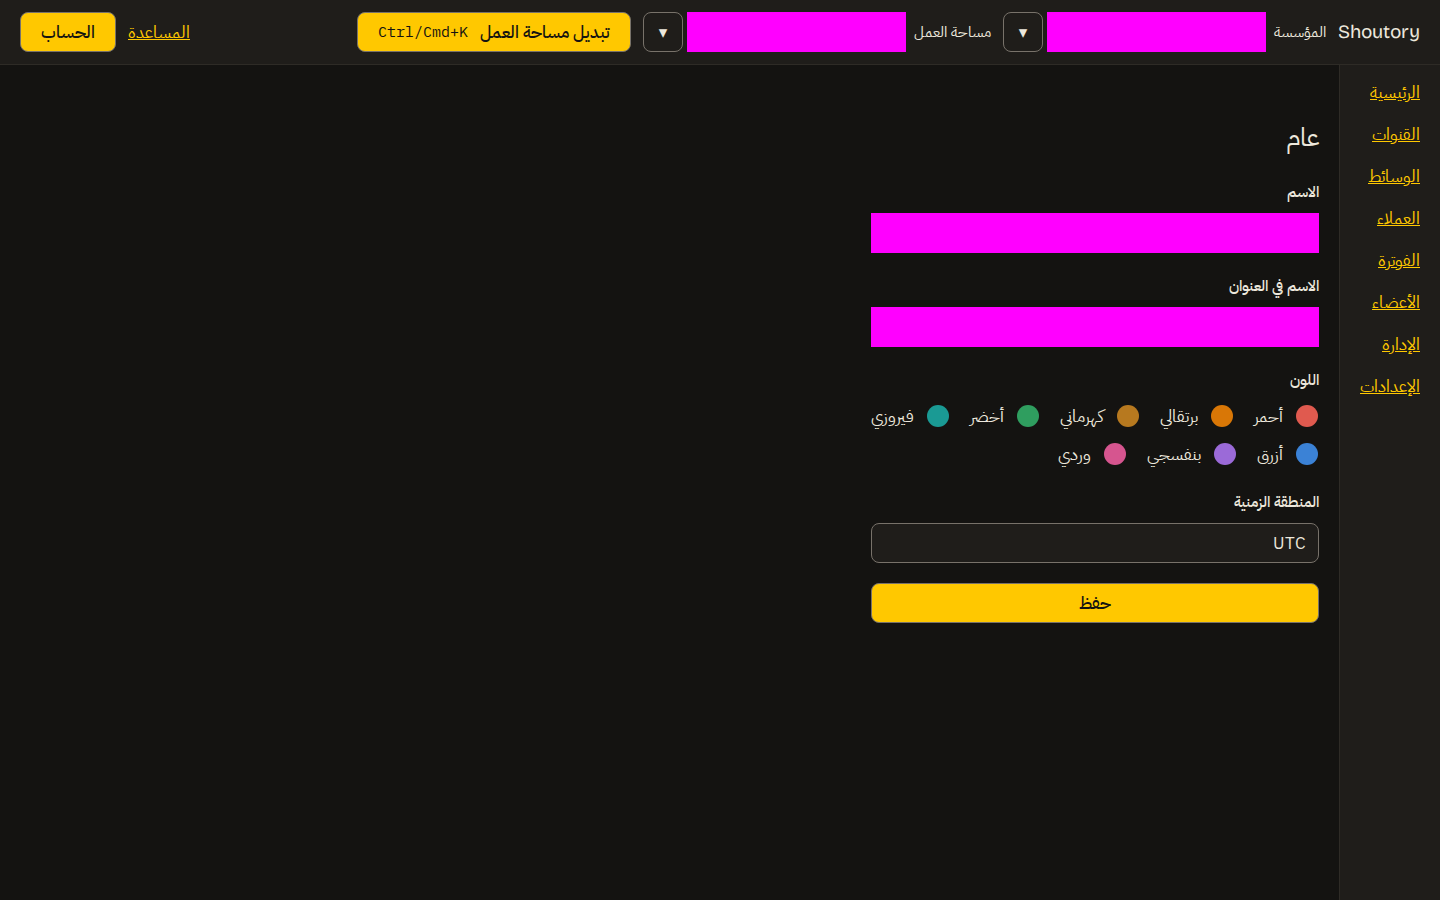 Shoutory المؤسسة ▼ مساحة العمل ▼ تبديل مساحة العمل Ctrl/Cmd+K المساعدة الحساب
الرئيسية
القنوات
الوسائط
العملاء
الفوترة
الأعضاء
الإدارة
الإعدادات
عام
الاسم
الاسم في العنوان
اللون
أحمر برتقالي كهرماني أخضر فيروزي
أزرق بنفسجي وردي
المنطقة الزمنية
UTC
حفظ